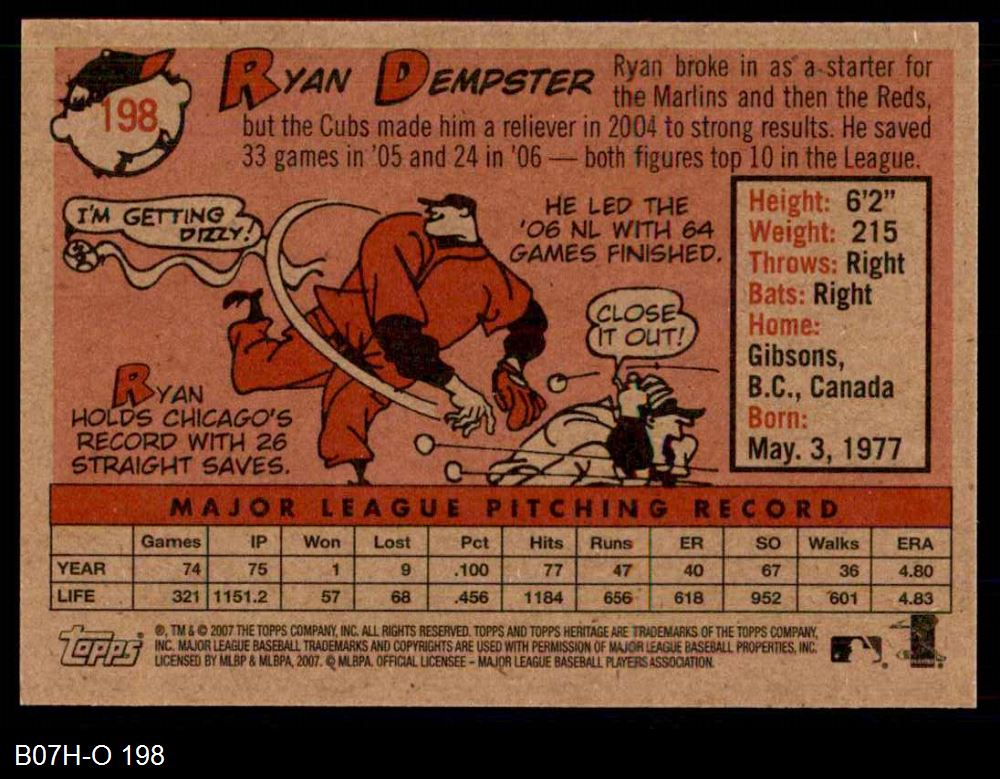 198
RYAN DEMPSTER
Ryan broke in as a starter for
the Marlins and then the Reds,
but the Cubs made him a reliever in 2004 to strong results. He saved
33 games in '05 and 24 in '06 — both figures top 10 in the League.
I'M GETTING
DIZZY!
HE LED THE
'06 NL WITH 64
GAMES FINISHED.
CLOSE
IT OUT!
RYAN
HOLDS CHICAGO'S
RECORD WITH 26
STRAIGHT SAVES.
Height: 6'2"
Weight: 215
Throws: Right
Bats: Right
Home:
Gibsons,
B.C., Canada
Born:
May. 3, 1977
MAJOR LEAGUE PITCHING RECORD
Games IP Won Lost Pct Hits Runs ER SO Walks ERA
YEAR 74 75 1 9 .100 77 47 40 67 36 4.80
LIFE 321 1151.2 57 68 .456 1184 656 618 952 601 4.83
Topps
®, TM & © 2007 THE TOPPS COMPANY, INC. ALL RIGHTS RESERVED. TOPPS AND TOPPS HERITAGE ARE TRADEMARKS OF THE TOPPS COMPANY,
INC. MAJOR LEAGUE BASEBALL TRADEMARKS AND COPYRIGHTS ARE USED WITH PERMISSION OF MAJOR LEAGUE BASEBALL PROPERTIES, INC.
LICENSED BY MLBP & MLBPA, 2007. © MLBPA. OFFICIAL LICENSEE – MAJOR LEAGUE BASEBALL PLAYERS ASSOCIATION.
B07H-O 198